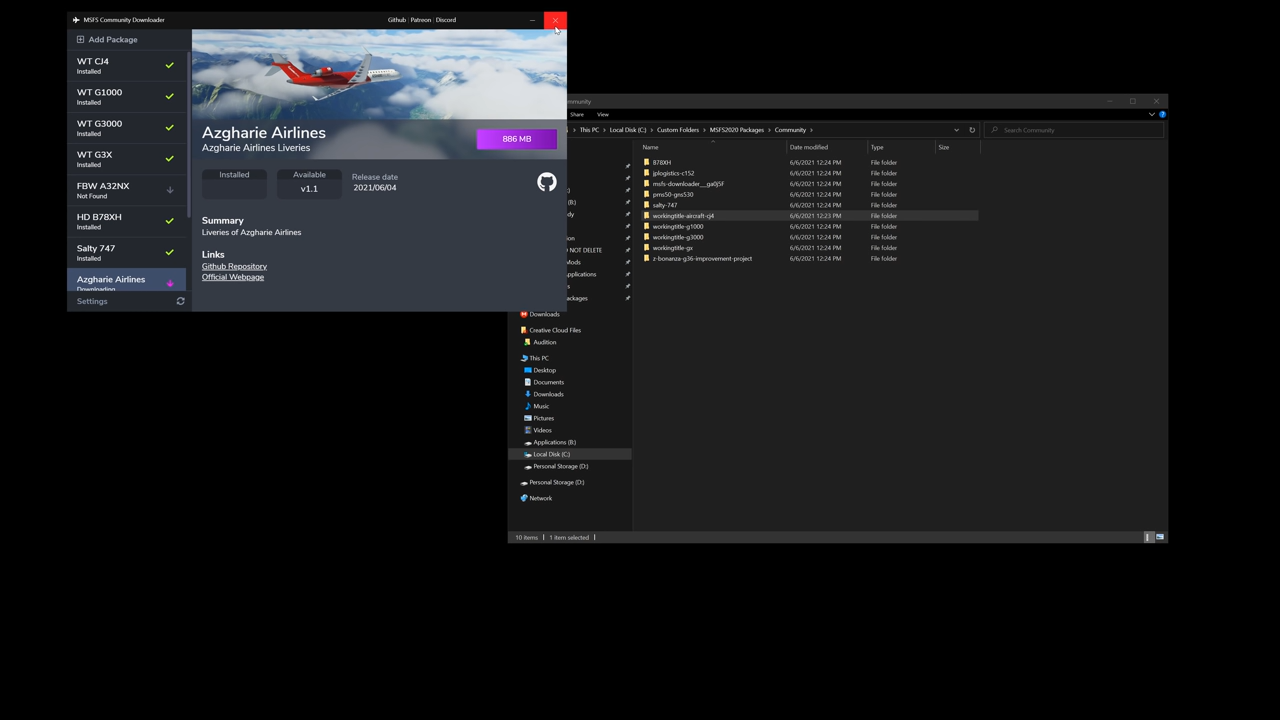 MSFS Community Downloader
Github | Patreon | Discord
Add Package
WT CJ4
Installed
WT G1000
Installed
WT G3000
Installed
WT G3X
Installed
FBW A32NX
Not Found
HD B78XH
Installed
Salty 747
Installed
Azgharie Airlines
Downloading
Settings
Azgharie Airlines
Azgharie Airlines Liveries
886 MB
Installed
Available
v1.1
Release date
2021/06/04
Summary
Liveries of Azgharie Airlines
Links
Github Repository
Official Webpage
mmunity
Share View
This PC Local Disk (C:) Custom Folders MSFS2020 Packages Community
Search Community
Name Date modified Type Size
B78XH 6/6/2021 12:24 PM File folder
jplogistics-c152 6/6/2021 12:24 PM File folder
msfs-downloader__ga0j5F 6/6/2021 12:24 PM File folder
pms50-gns530 6/6/2021 12:24 PM File folder
salty-747 6/6/2021 12:24 PM File folder
workingtitle-aircraft-cj4 6/6/2021 12:23 PM File folder
workingtitle-g1000 6/6/2021 12:24 PM File folder
workingtitle-g3000 6/6/2021 12:24 PM File folder
workingtitle-gx 6/6/2021 12:24 PM File folder
z-bonanza-g36-improvement-project 6/6/2021 12:24 PM File folder
:)
(B:)
dy
ion
NOT DELETE
Mods
pplications
s
ackages
Downloads
Creative Cloud Files
Audition
This PC
Desktop
Documents
Downloads
Music
Pictures
Videos
Applications (B:)
Local Disk (C:)
Personal Storage (D:)
Personal Storage (D:)
Network
10 items 1 item selected